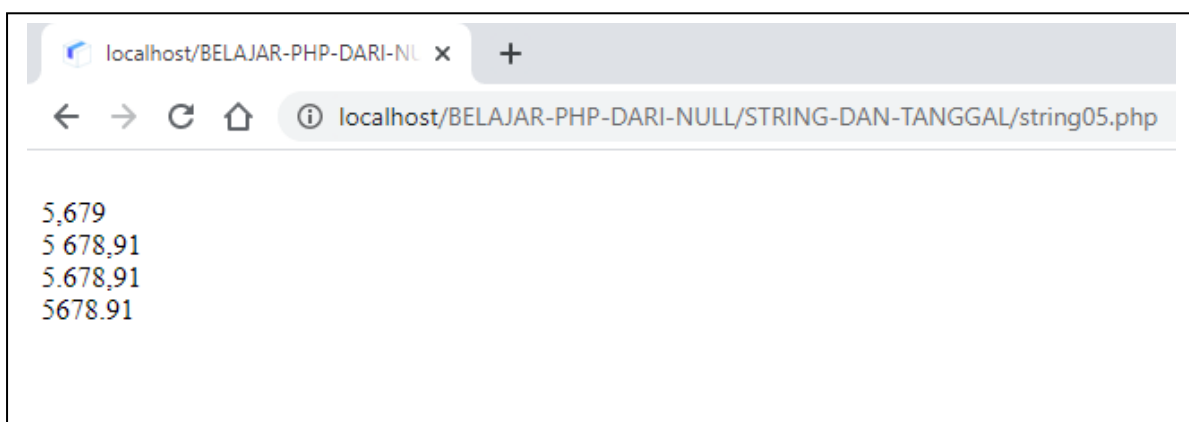 localhost/BELAJAR-PHP-DARI-NU
localhost/BELAJAR-PHP-DARI-NULL/STRING-DAN-TANGGAL/string05.php
5,679
5 678,91
5.678,91
5678.91